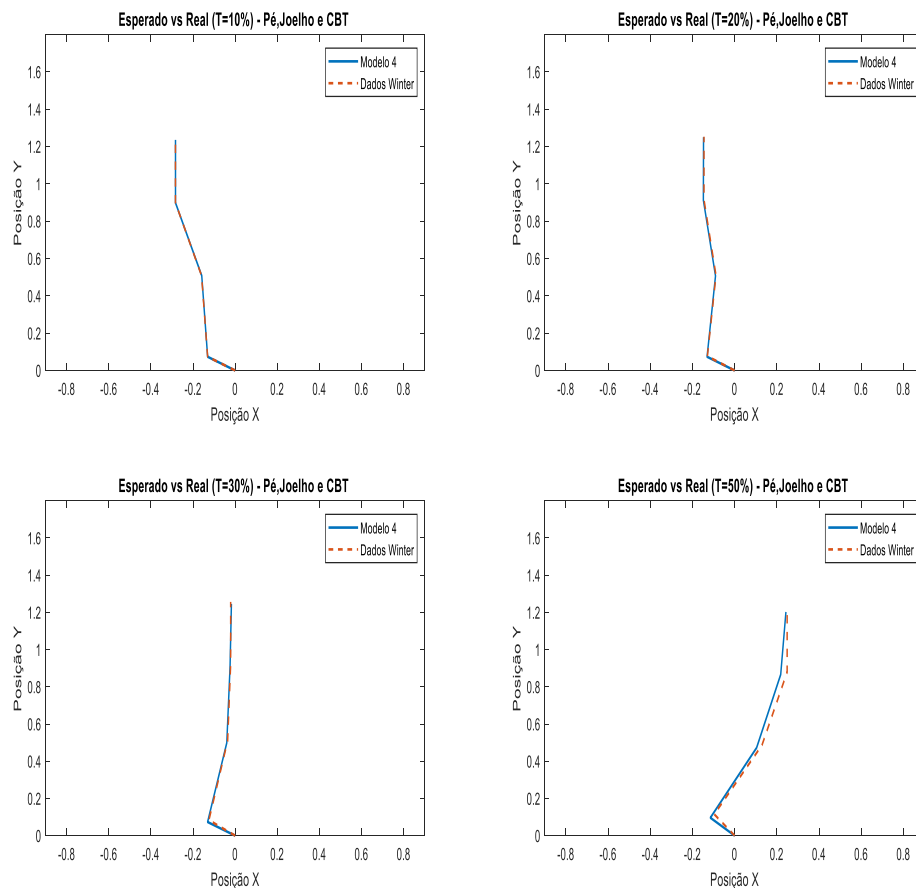 Esperado vs Real (T=10%) - Pé,Joelho e CBT
Modelo 4
Dados Winter
Posição Y
1.6
1.4
1.2
1
0.8
0.6
0.4
0.2
0
-0.8 -0.6 -0.4 -0.2 0 0.2 0.4 0.6 0.8
Posição X
Esperado vs Real (T=20%) - Pé,Joelho e CBT
Modelo 4
Dados Winter
Posição Y
1.6
1.4
1.2
1
0.8
0.6
0.4
0.2
0
-0.8 -0.6 -0.4 -0.2 0 0.2 0.4 0.6 0.8
Posição X
Esperado vs Real (T=30%) - Pé,Joelho e CBT
Modelo 4
Dados Winter
Posição Y
1.6
1.4
1.2
1
0.8
0.6
0.4
0.2
0
-0.8 -0.6 -0.4 -0.2 0 0.2 0.4 0.6 0.8
Posição X
Esperado vs Real (T=50%) - Pé,Joelho e CBT
Modelo 4
Dados Winter
Posição Y
1.6
1.4
1.2
1
0.8
0.6
0.4
0.2
0
-0.8 -0.6 -0.4 -0.2 0 0.2 0.4 0.6 0.8
Posição X